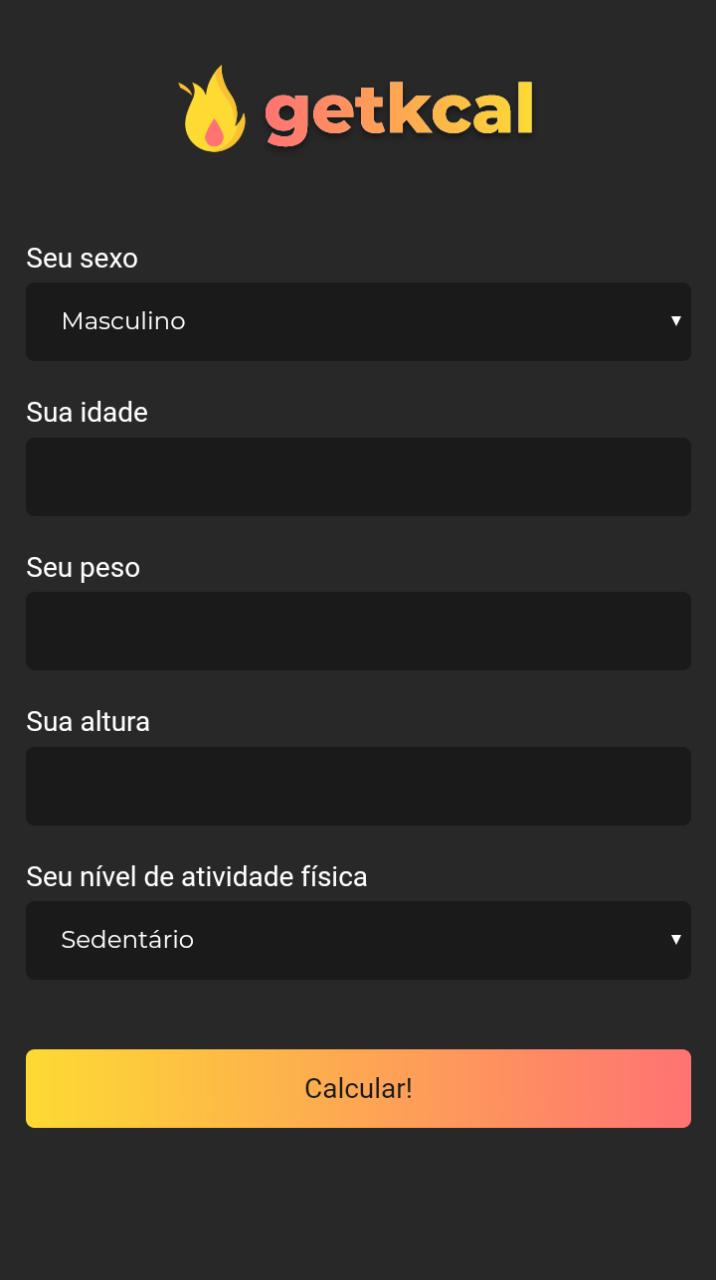 getkcal
Seu sexo
Masculino
Sua idade
Seu peso
Sua altura
Seu nível de atividade física
Sedentário
Calcular!